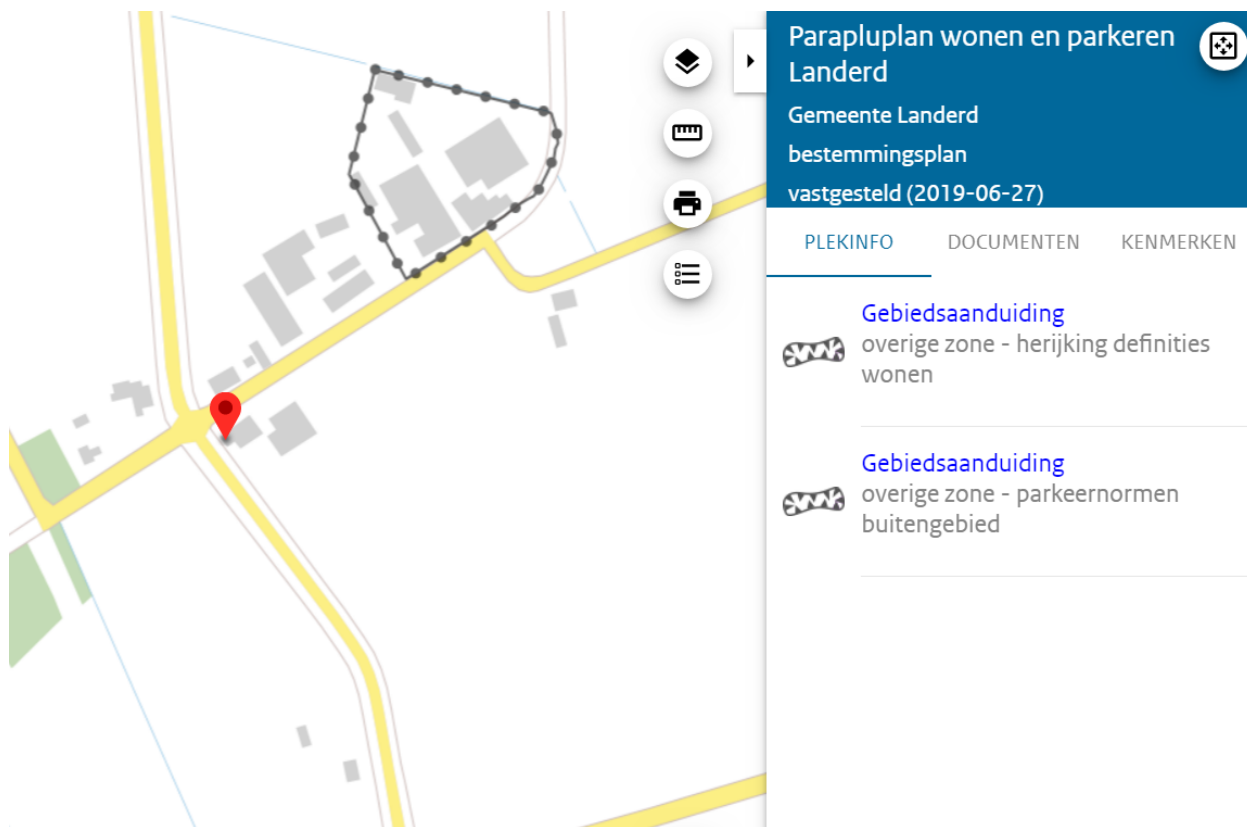 Parapluplan wonen en parkeren
Landerd
Gemeente Landerd
bestemmingsplan
vastgesteld (2019-06-27)
PLEKINFO DOCUMENTEN KENMERKEN
Gebiedsaanduiding
overige zone - herijking definities
wonen
Gebiedsaanduiding
overige zone - parkeernormen
buitengebied